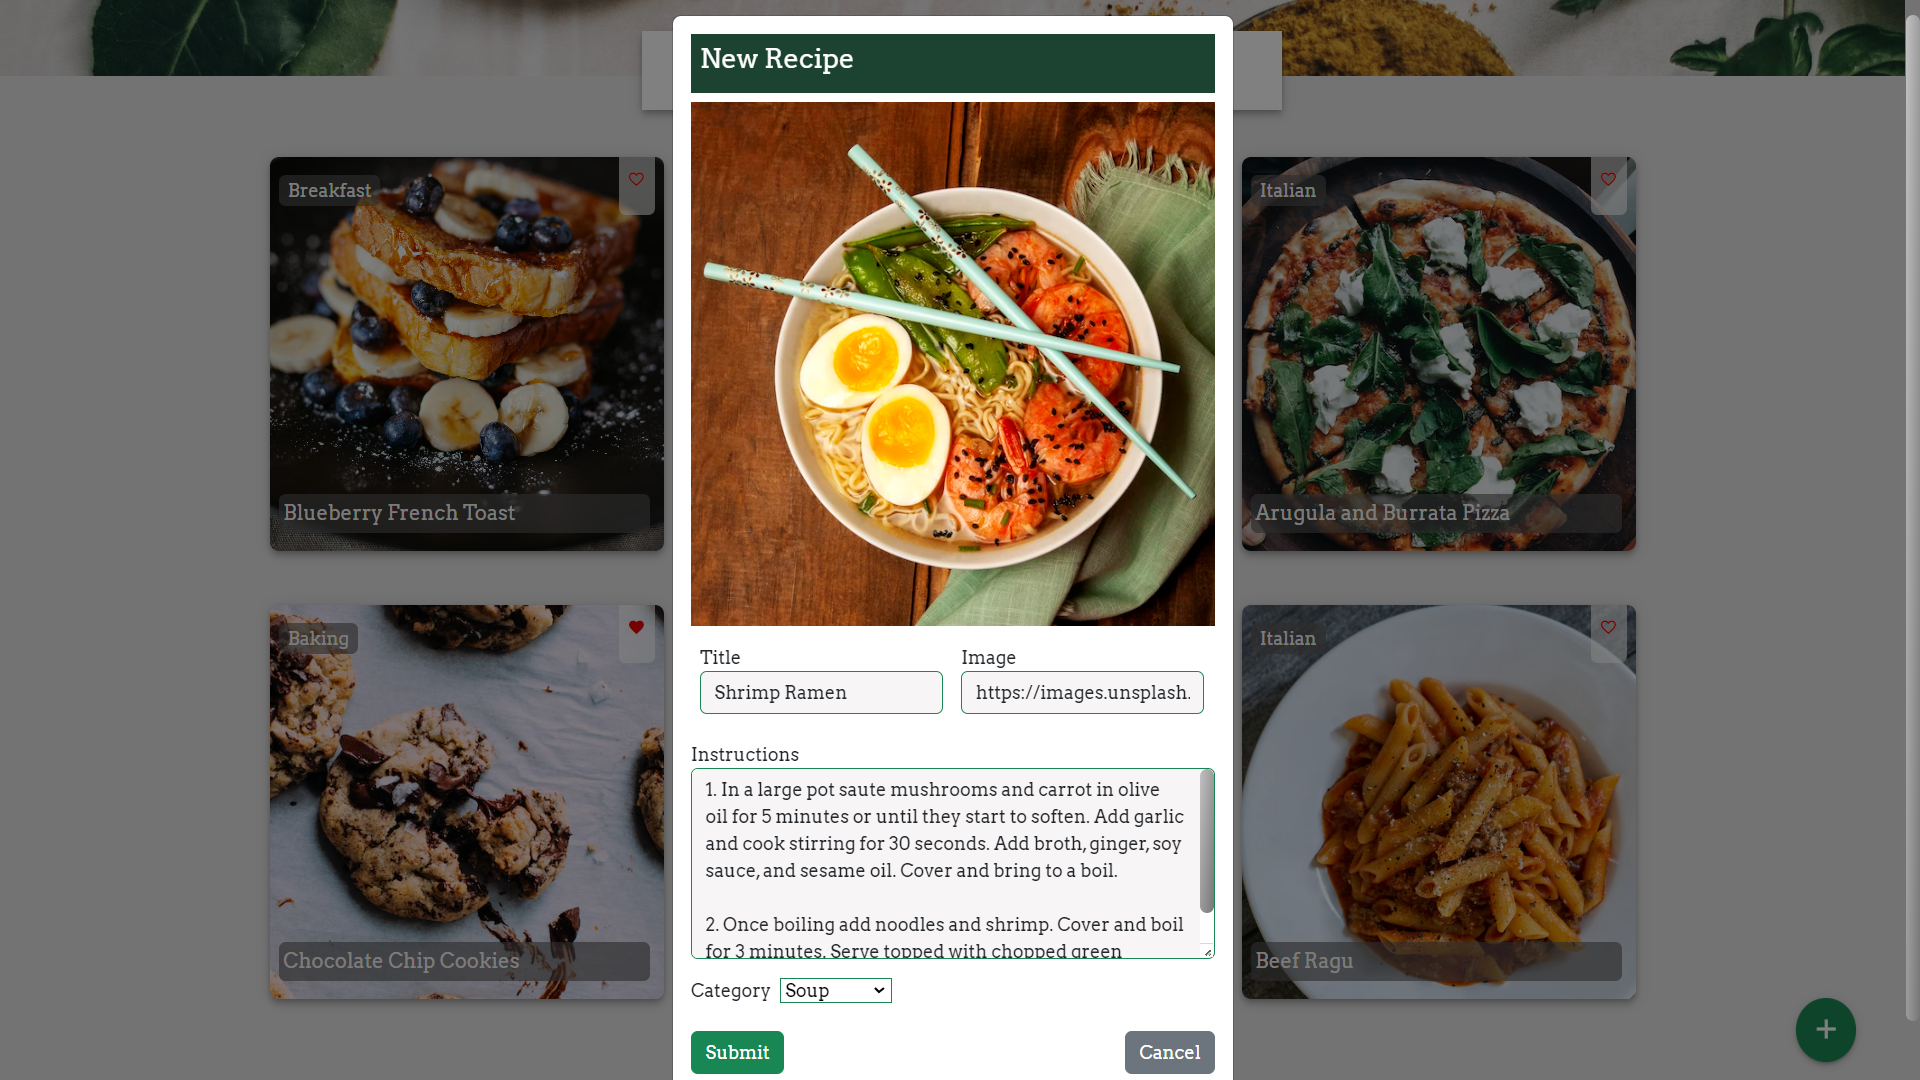 New Recipe
Breakfast
Italian
Blueberry French Toast
Arugula and Burrata Pizza
Baking
Italian
Title
Image
Shrimp Ramen
https://images.unsplash.
Instructions
1. In a large pot saute mushrooms and carrot in olive
oil for 5 minutes or until they start to soften. Add garlic
and cook stirring for 30 seconds. Add broth, ginger, soy
sauce, and sesame oil. Cover and bring to a boil.
2. Once boiling add noodles and shrimp. Cover and boil
for 3 minutes. Serve topped with chopped green
Chocolate Chip Cookies
Beef Ragu
Category
Soup
Submit
Cancel
+